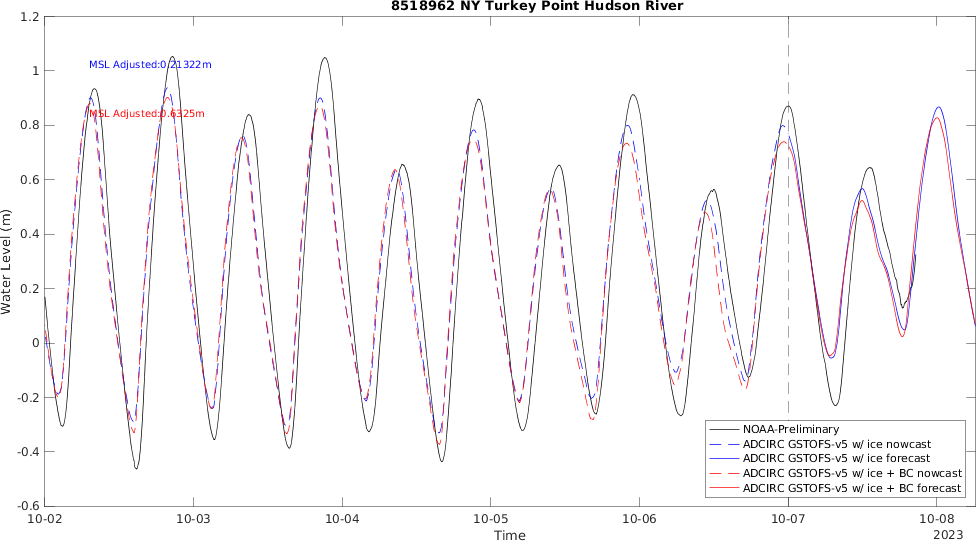 8518962 NY Turkey Point Hudson River
1.2
1
0.8
0.6
0.4
0.2
0
-0.2
-0.4
-0.6
Water Level (m)
MSL Adjusted:0.21322m
MSL Adjusted:0.6325m
NOAA-Preliminary
ADCIRC GSTOFS-v5 w/ ice nowcast
ADCIRC GSTOFS-v5 w/ ice forecast
ADCIRC GSTOFS-v5 w/ ice + BC nowcast
ADCIRC GSTOFS-v5 w/ ice + BC forecast
10-02 10-03 10-04 10-05 10-06 10-07 10-08
Time
2023